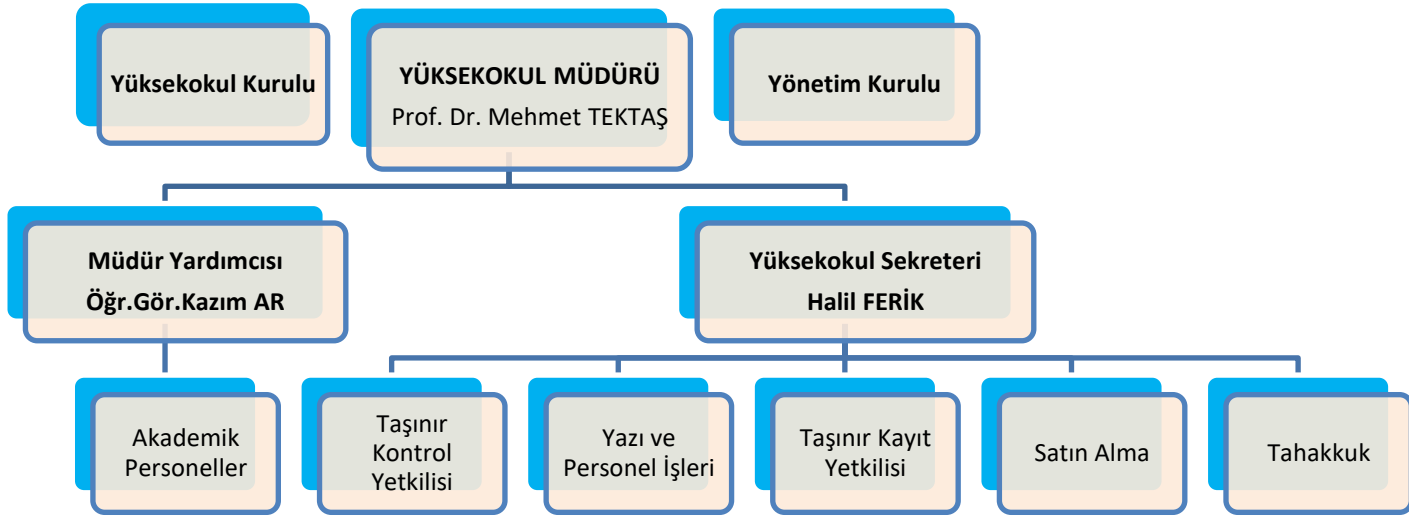 Yüksekokul Kurulu
YÜKSEKOKUL MÜDÜRÜ
Prof. Dr. Mehmet TEKTAŞ
Yönetim Kurulu
Müdür Yardımcısı
Öğr.Gör.Kazım AR
Yüksekokul Sekreteri
Halil FERİK
Akademik
Personeller
Taşınır
Kontrol
Yetkilisi
Yazı ve
Personel İşleri
Taşınır Kayıt
Yetkilisi
Satın Alma
Tahakkuk